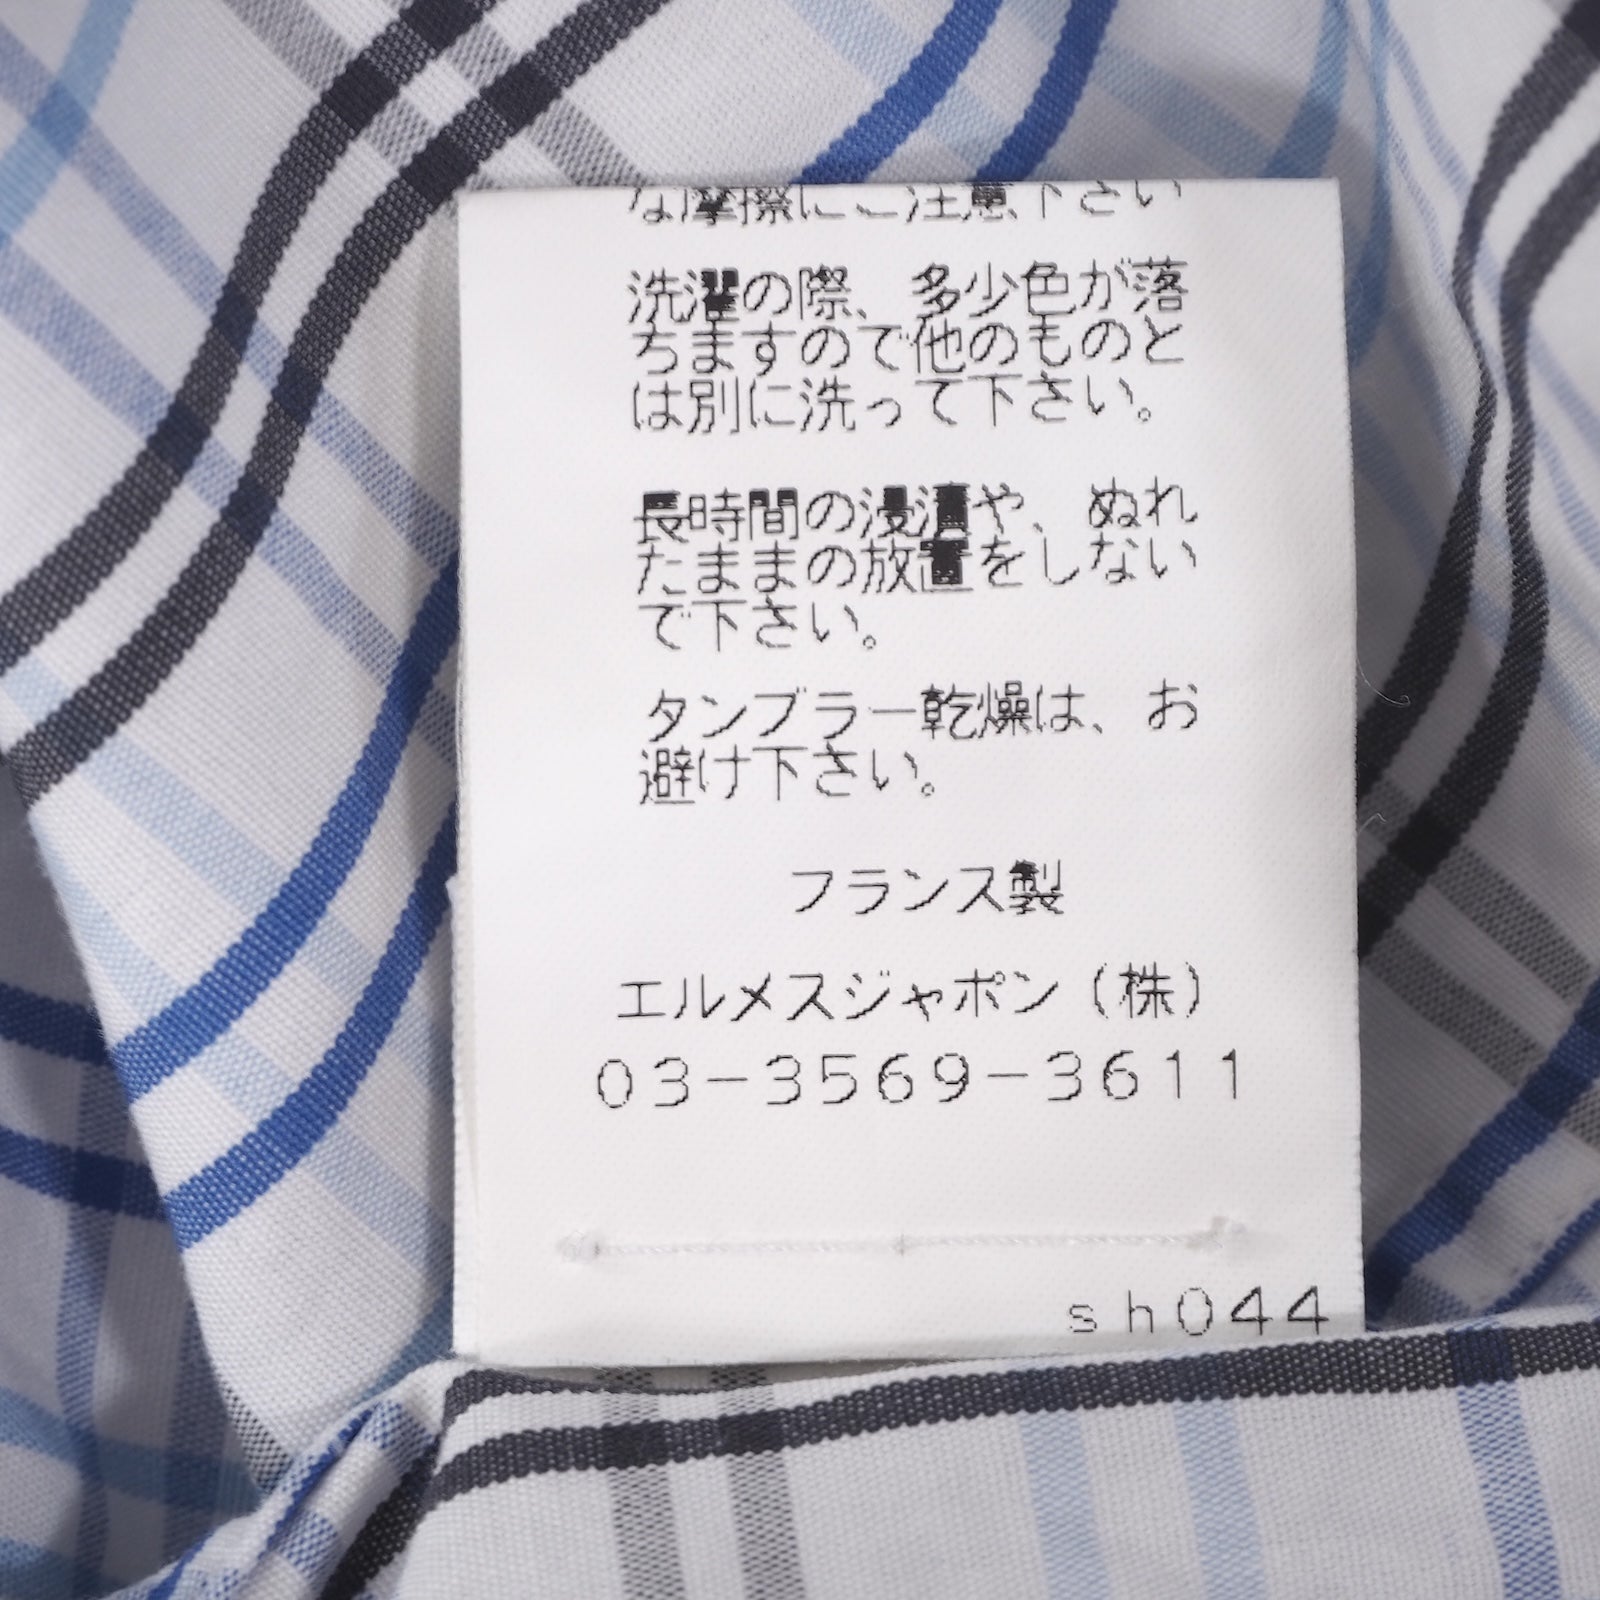 な摩擦にご注意下さい
洗濯の際、多少色が落
ちますので他のものと
は別に洗って下さい。
長時間の浸漬や、ぬれ
たままの放置をしない
で下さい。
タンブラー乾燥は、お
避け下さい。
フランス製
エルメスジャポン(株)
03-3569-3611
sh044